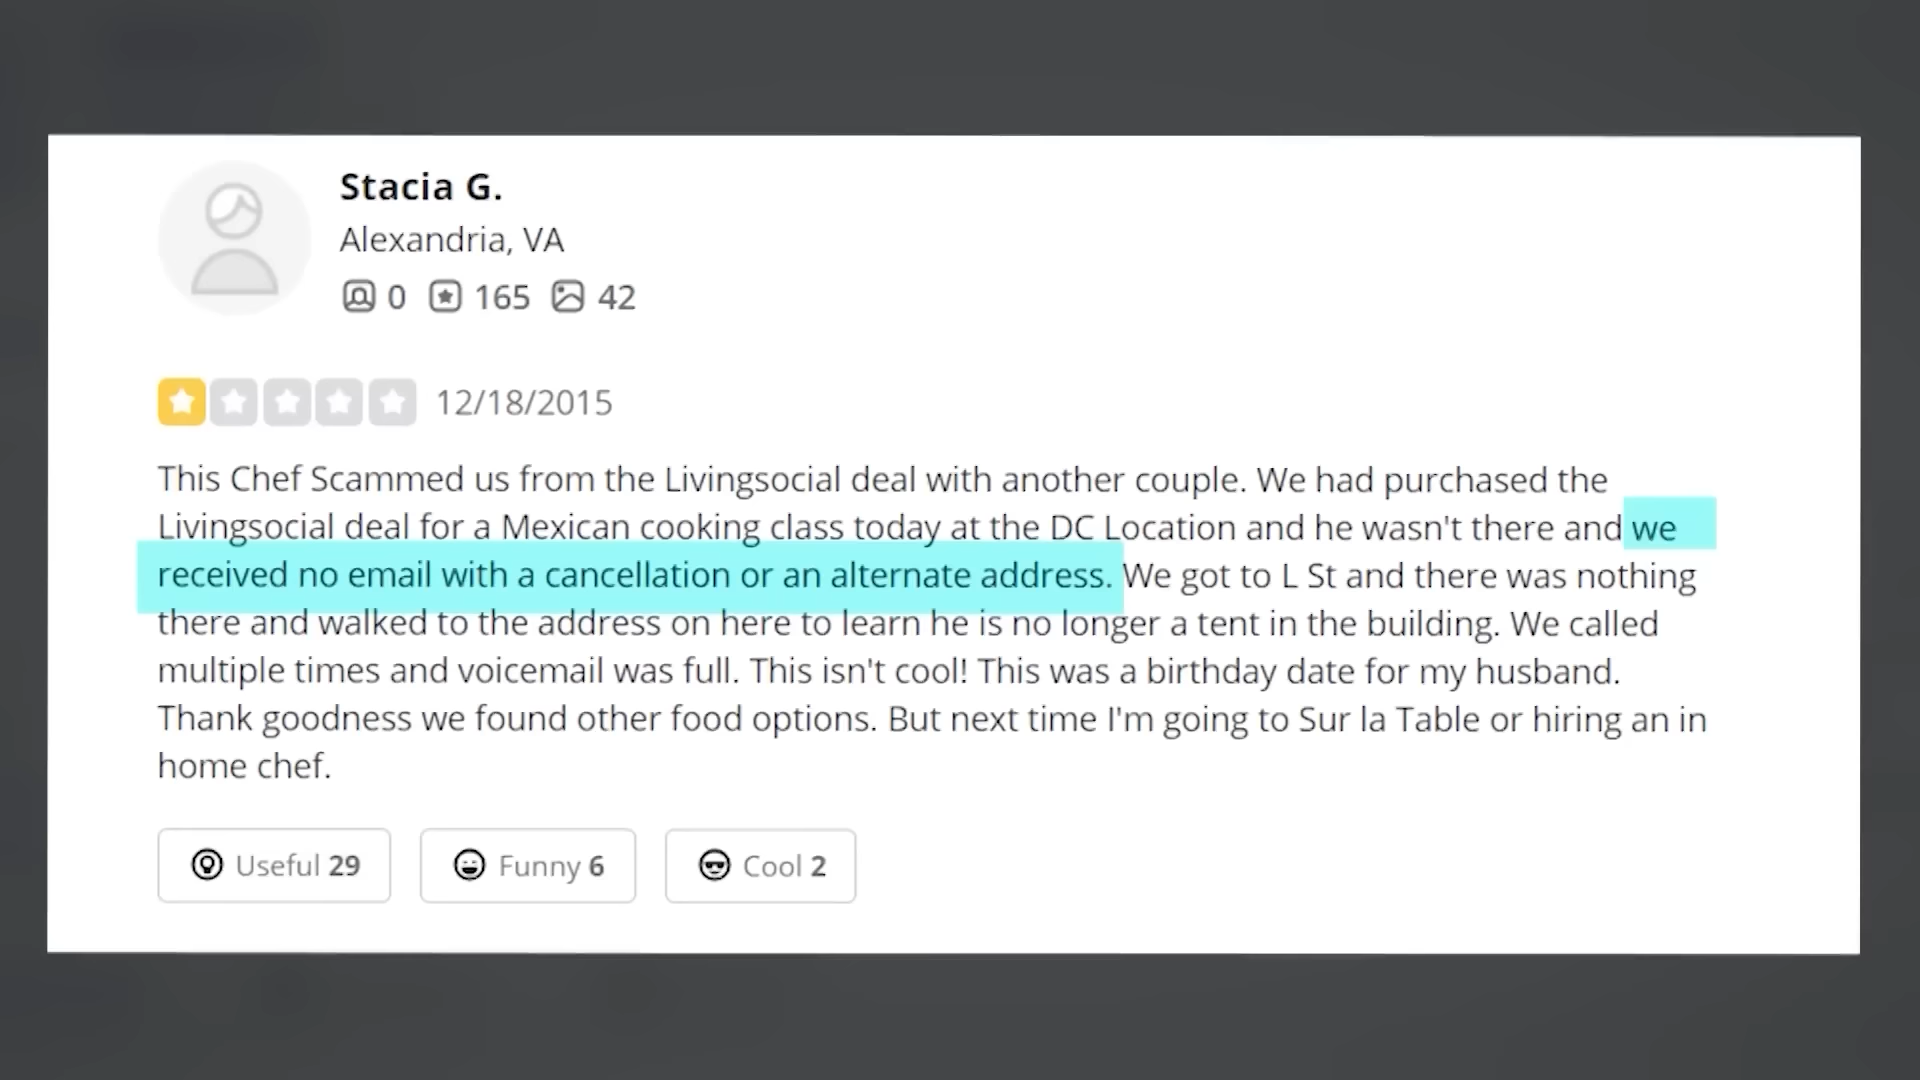 Stacia G.
Alexandria, VA
0 165 42
12/18/2015
This Chef Scammed us from the Livingsocial deal with another couple. We had purchased the
Livingsocial deal for a Mexican cooking class today at the DC Location and he wasn't there and we
received no email with a cancellation or an alternate address. We got to L St and there was nothing
there and walked to the address on here to learn he is no longer a tent in the building. We called
multiple times and voicemail was full. This isn't cool! This was a birthday date for my husband.
Thank goodness we found other food options. But next time I'm going to Sur la Table or hiring an in
home chef.
Useful 29 Funny 6 Cool 2